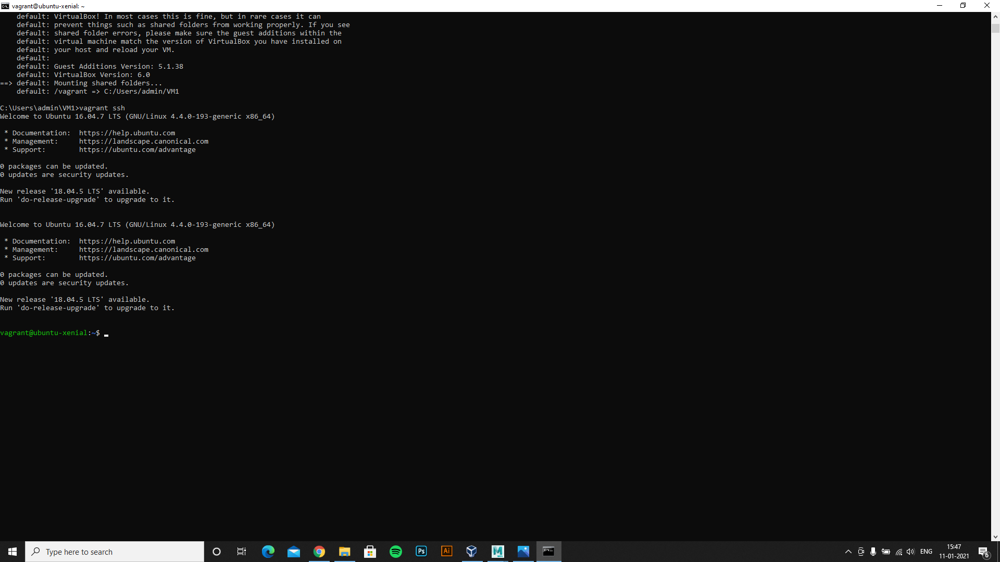 vagrant@ubuntu-xenial: ~
default: VirtualBox! In most cases this is fine, but in rare cases it can
default: prevent things such as shared folders from working properly. If you see
default: shared folder errors, please make sure the guest additions within the
default: virtual machine match the version of VirtualBox you have installed on
default: your host and reload your VM.
default:
default: Guest Additions Version: 5.1.38
default: VirtualBox Version: 6.0
==> default: Mounting shared folders...
default: /vagrant => C:/Users/admin/VM1
C:\Users\admin\VM1>vagrant ssh
Welcome to Ubuntu 16.04.7 LTS (GNU/Linux 4.4.0-193-generic x86_64)
* Documentation:  https://help.ubuntu.com
* Management:     https://landscape.canonical.com
* Support:        https://ubuntu.com/advantage
0 packages can be updated.
0 updates are security updates.
New release '18.04.5 LTS' available.
Run 'do-release-upgrade' to upgrade to it.
Welcome to Ubuntu 16.04.7 LTS (GNU/Linux 4.4.0-193-generic x86_64)
* Documentation:  https://help.ubuntu.com
* Management:     https://landscape.canonical.com
* Support:        https://ubuntu.com/advantage
0 packages can be updated.
0 updates are security updates.
New release '18.04.5 LTS' available.
Run 'do-release-upgrade' to upgrade to it.
vagrant@ubuntu-xenial:~$
Type here to search
Ps
Ai
M
ENG
15:47
11-01-2021
6